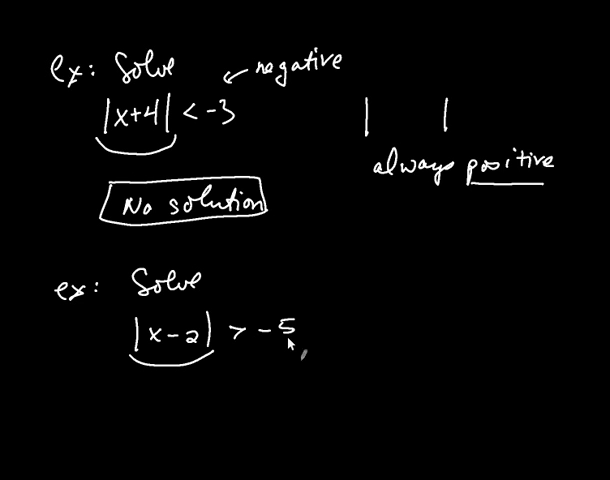 ex: Solve
negative
|x+4| < -3
| |
always positive
No solution
ex: Solve
|x-2| > -5